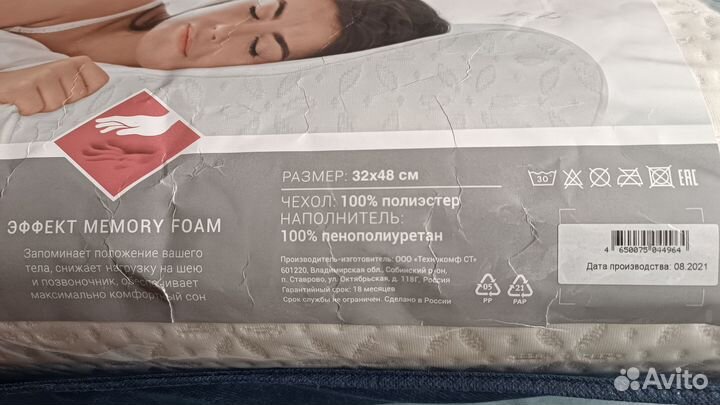 ЭФФЕКТ MEMORY FOAM
Запоминает положение вашего
тела, снижает нагрузку на шею
и позвоночник, обеспечивает
максимально комфортный сон
РАЗМЕР: 32x48 см
ЧЕХОЛ: 100% полиэстер
НАПОЛНИТЕЛЬ:
100% пенополиуретан
Производитель-изготовитель: ООО «Технокомф СТ»
601220, Владимирская обл., Собинский р-он,
п. Ставрово, ул. Октябрьская, д. 118Г, Россия
Гарантийный срок: 18 месяцев
Срок службы не ограничен. Сделано в России
05
PP
21
PAP
30
EAC
4 650075 044964
Дата производства: 08.2021
Avito